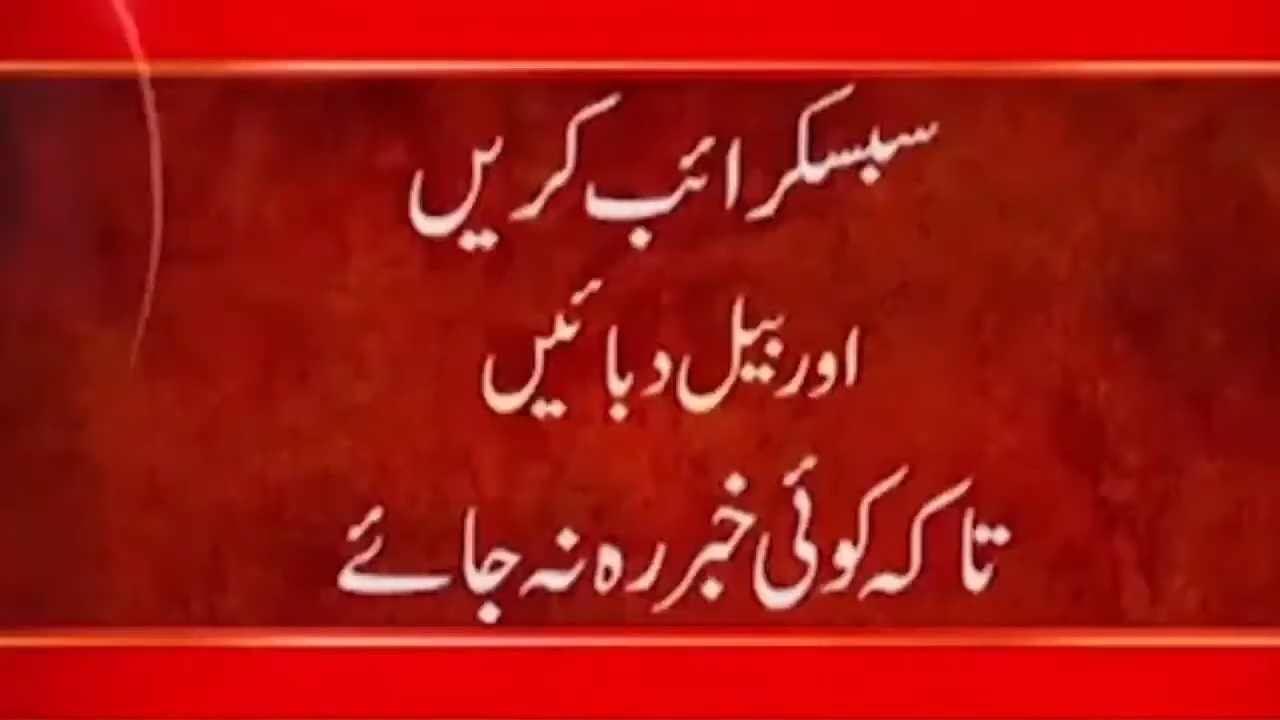 سبسکرائب کریں
اور بیل دبائیں
تاکہ کوئی خبر رہ نہ جائے